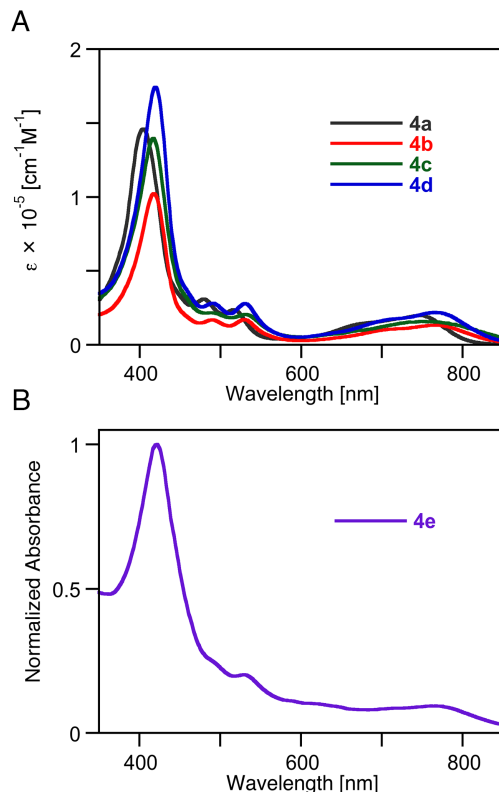 A
2
1
0
ε × 10⁻⁵ [cm⁻¹M⁻¹]
4a
4b
4c
4d
400
600
800
Wavelength [nm]
B
1
0.5
0
Normalized Absorbance
4e
400
600
800
Wavelength [nm]